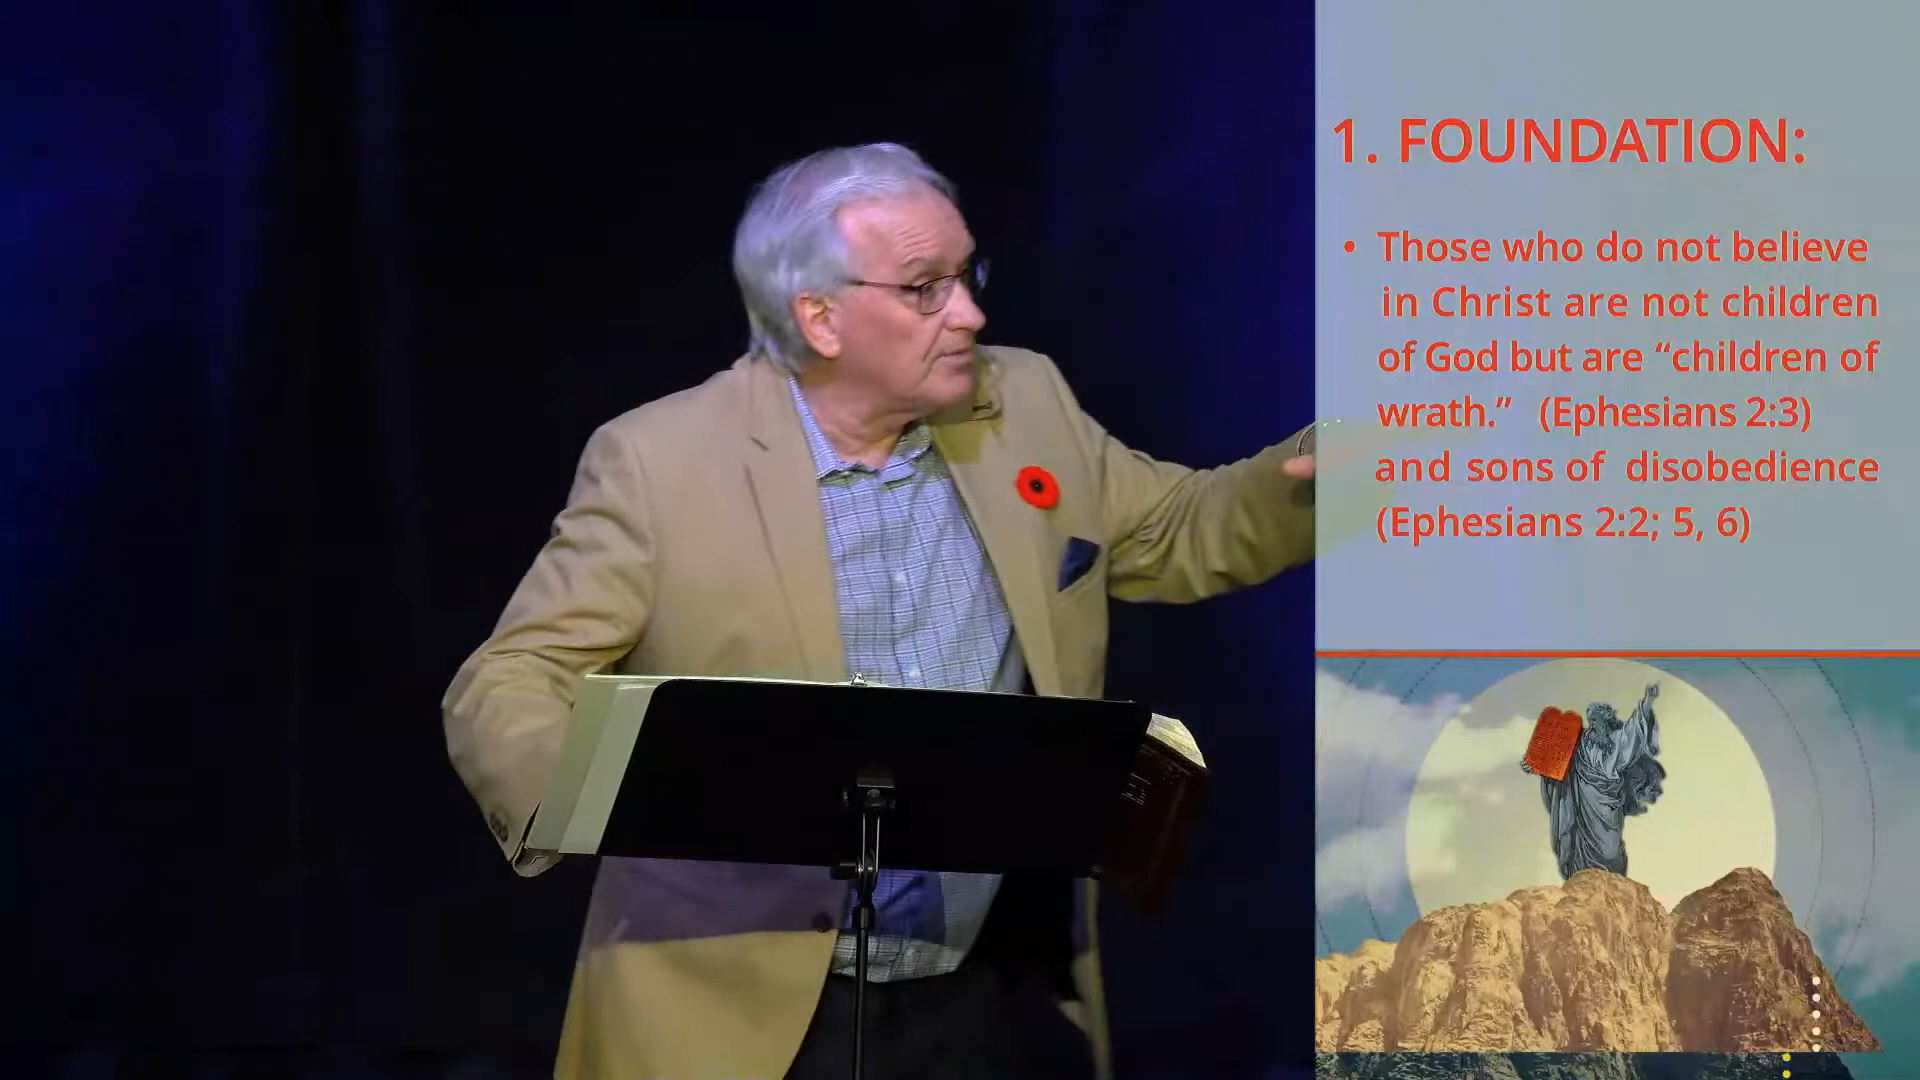 1. FOUNDATION:
• Those who do not believe
in Christ are not children
of God but are “children of
wrath.” (Ephesians 2:3)
and sons of disobedience
(Ephesians 2:2; 5, 6)